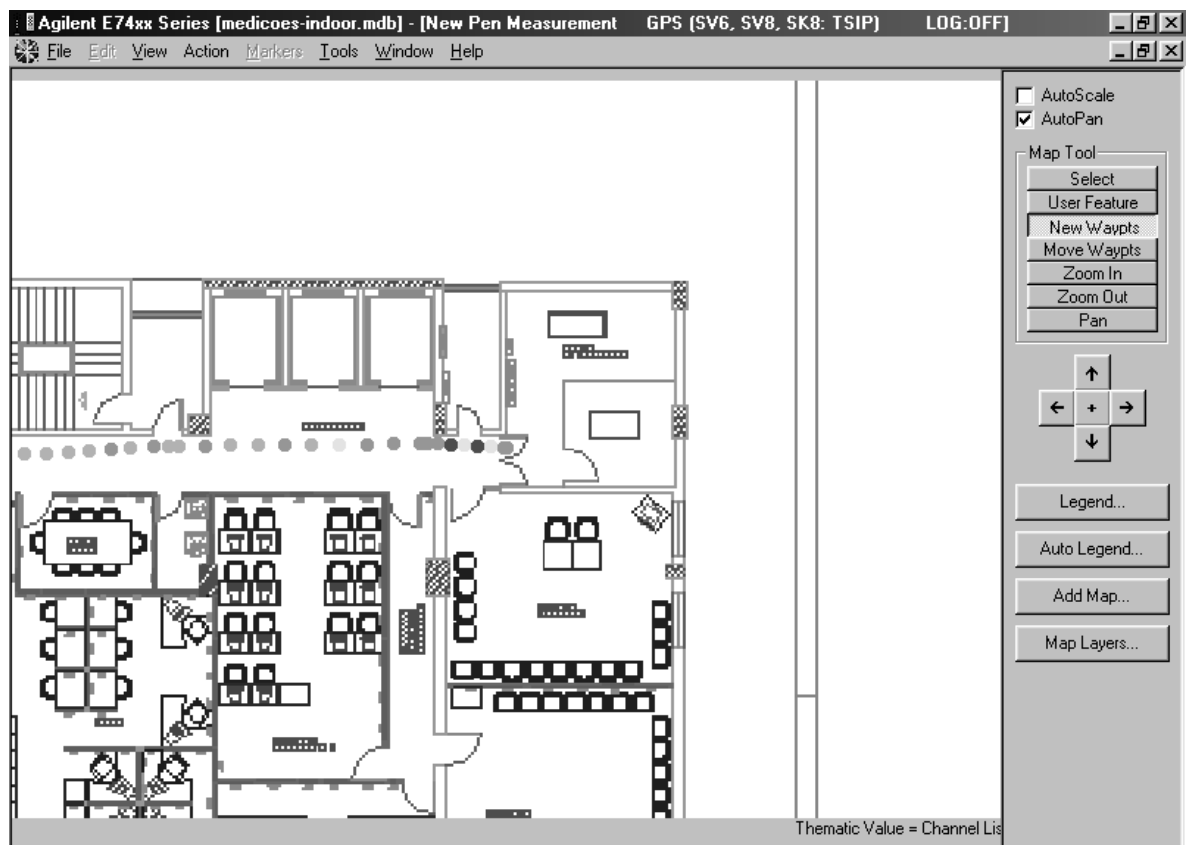 Agilent E74xx Series [medicoes-indoor.mdb] - [New Pen Measurement GPS (SV6, SV8, SK8: TSIP) LOG:OFF]
File Edit View Action Markers Tools Window Help
AutoScale
AutoPan
Map Tool
Select
User Feature
New Waypts
Move Waypts
Zoom In
Zoom Out
Pan
Legend...
Auto Legend...
Add Map...
Map Layers...
Thematic Value = Channel Lis